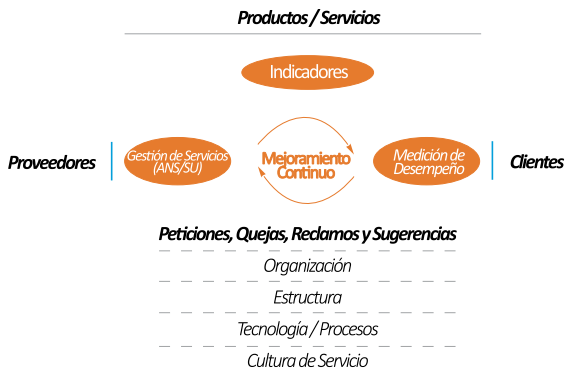 Productos / Servicios
Indicadores
Proveedores
Gestión de Servicios
(ANS/SU)
Mejoramiento
Continuo
Medición de
Desempeño
Clientes
Peticiones, Quejas, Reclamos y Sugerencias
Organización
Estructura
Tecnología / Procesos
Cultura de Servicio